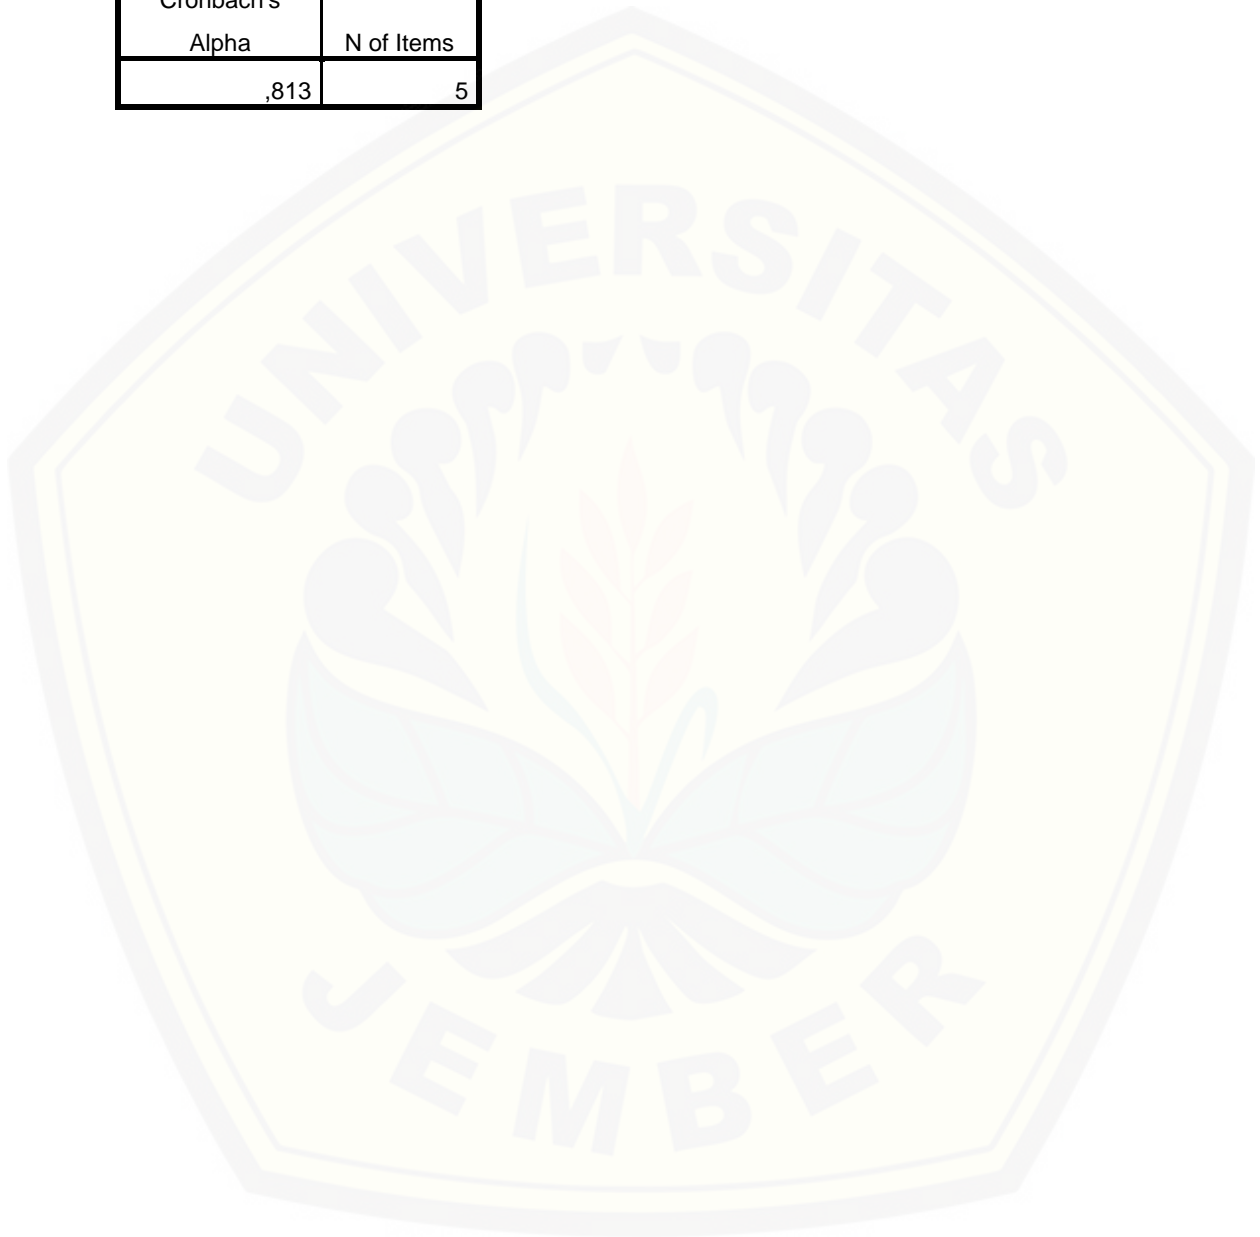 Cronbach's
Alpha N of Items
,813 5
UNIVERSITAS
JEMBER